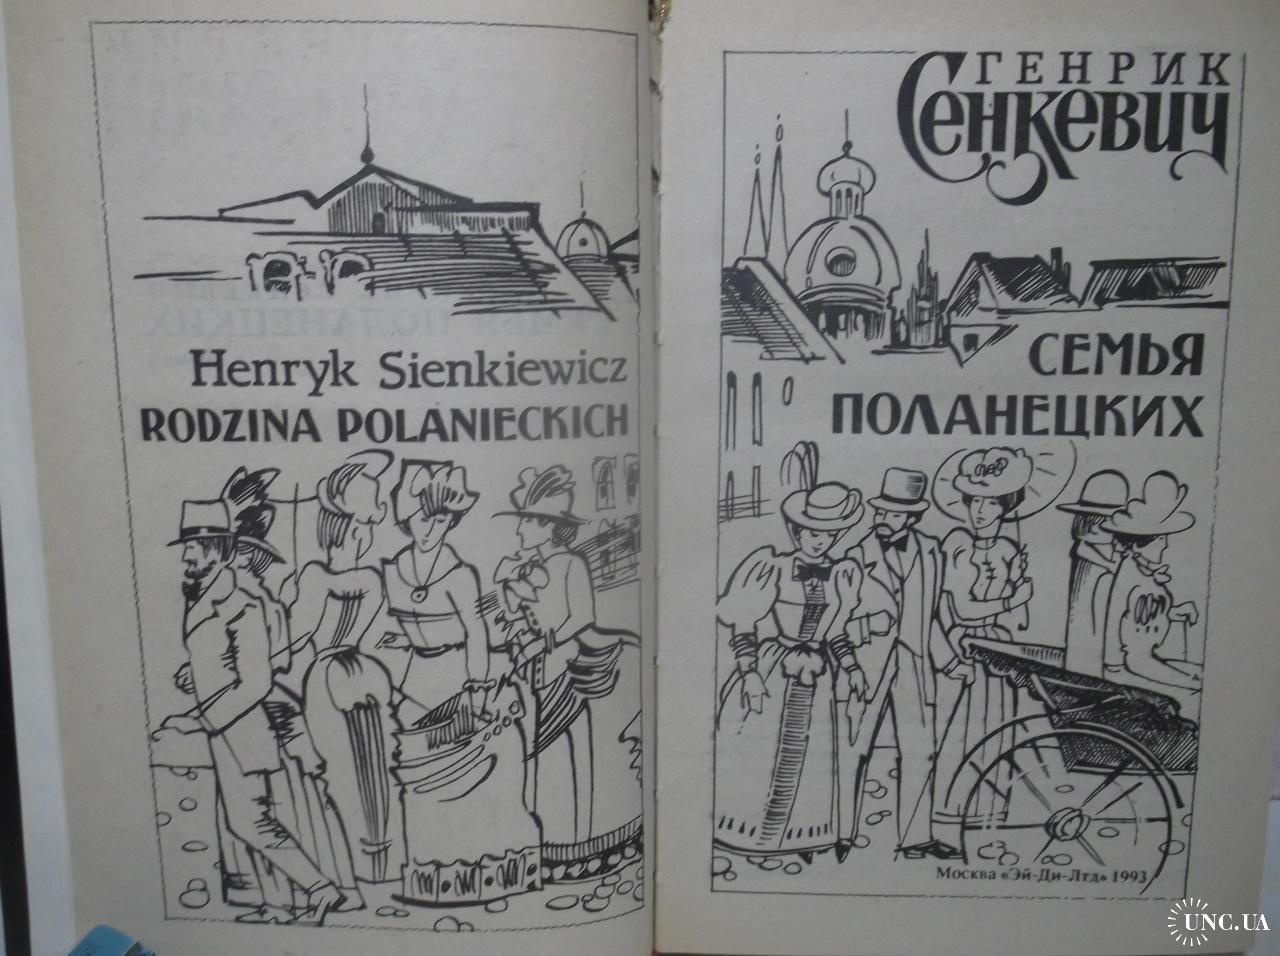 Henryk Sienkiewicz
RODZINA POLANIECKICH
ГЕНРИК
Сенкевич
СЕМЬЯ
ПОЛАНЕЦКИХ
Москва «Эй-Ди-Лтд» 1993
UNC.UA